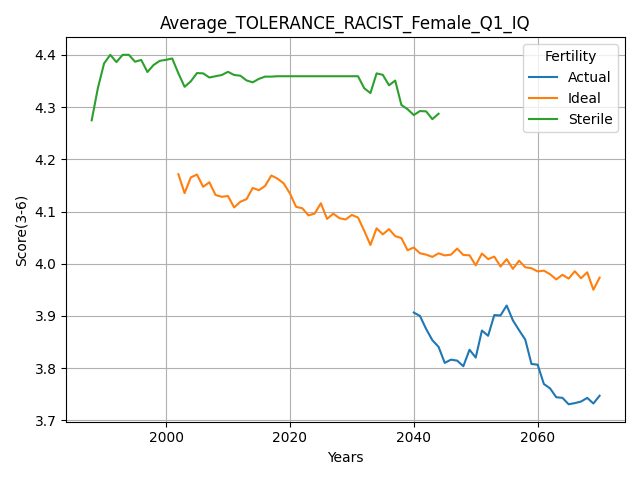 Average_TOLERANCE_RACIST_Female_Q1_IQ
Fertility
Actual
Ideal
Sterile
Score(3-6)
4.4
4.3
4.2
4.1
4.0
3.9
3.8
3.7
2000
2020
2040
2060
Years